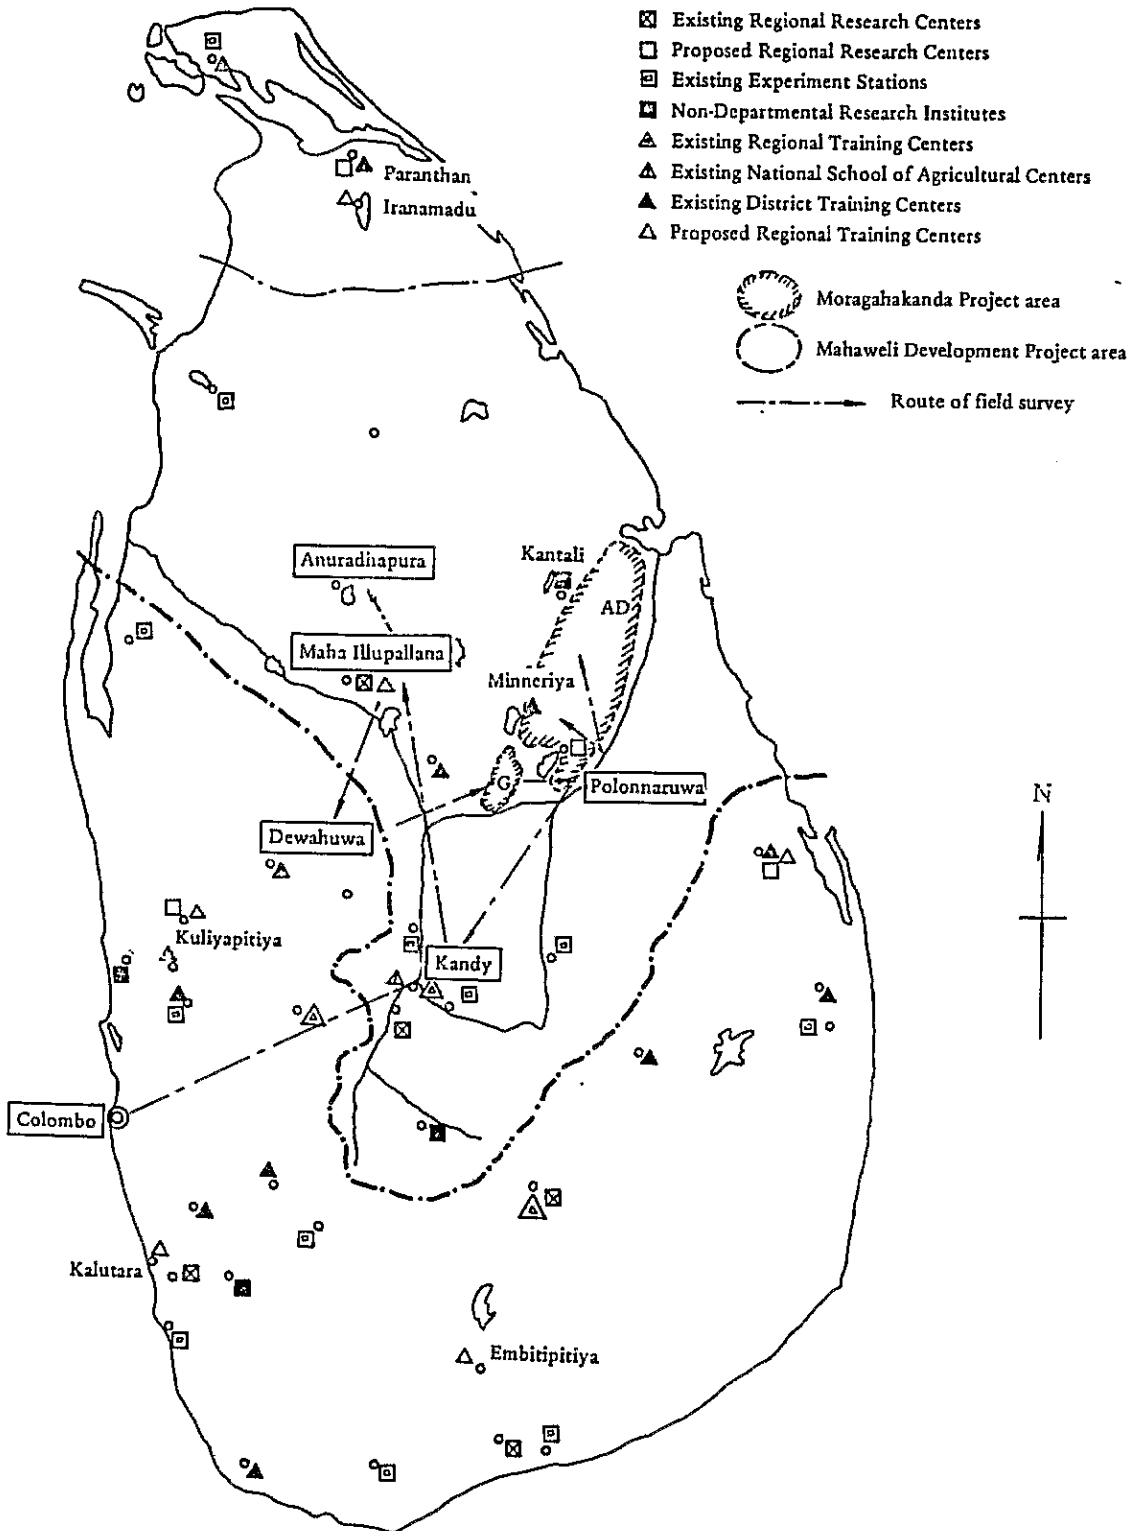 Existing Regional Research Centers
Proposed Regional Research Centers
Existing Experiment Stations
Non-Departmental Research Institutes
Existing Regional Training Centers
Existing National School of Agricultural Centers
Existing District Training Centers
Proposed Regional Training Centers
Moragahakanda Project area
Mahaweli Development Project area
Route of field survey
Paranthan
Iranamadu
Anuradhapura
Kantali
AD
Maha Illupallana
Minneriya
G
Polonnaruwa
N
Dewahuwa
Kuliyapitiya
Kandy
Colombo
Kalutara
Embitipitiya